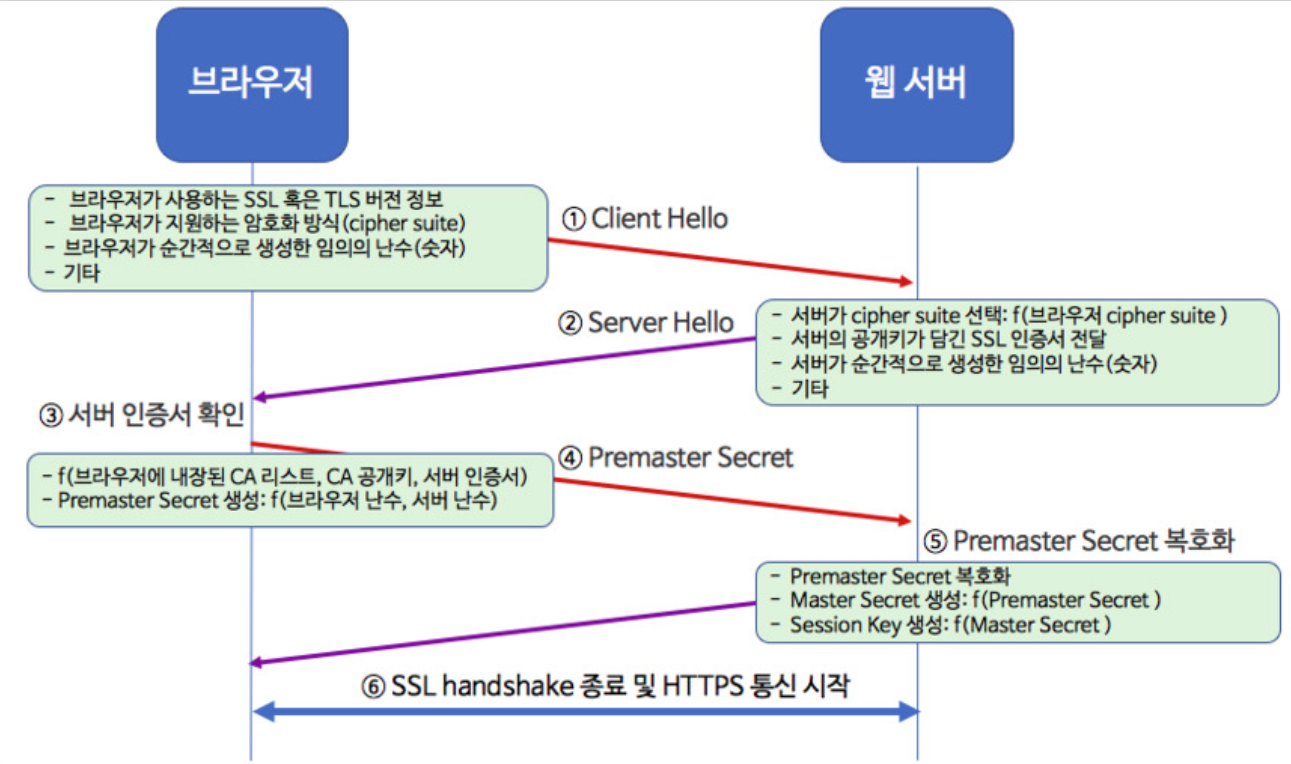 브라우저
웹 서버
- 브라우저가 사용하는 SSL 혹은 TLS 버전 정보
- 브라우저가 지원하는 암호화 방식(cipher suite)
- 브라우저가 순간적으로 생성한 임의의 난수(숫자)
- 기타
① Client Hello
② Server Hello
- 서버가 cipher suite 선택: f(브라우저 cipher suite )
- 서버의 공개키가 담긴 SSL 인증서 전달
- 서버가 순간적으로 생성한 임의의 난수(숫자)
- 기타
③ 서버 인증서 확인
- f(브라우저에 내장된 CA 리스트, CA 공개키, 서버 인증서)
- Premaster Secret 생성: f(브라우저 난수, 서버 난수)
④ Premaster Secret
⑤ Premaster Secret 복호화
- Premaster Secret 복호화
- Master Secret 생성: f(Premaster Secret )
- Session Key 생성: f(Master Secret )
⑥ SSL handshake 종료 및 HTTPS 통신 시작